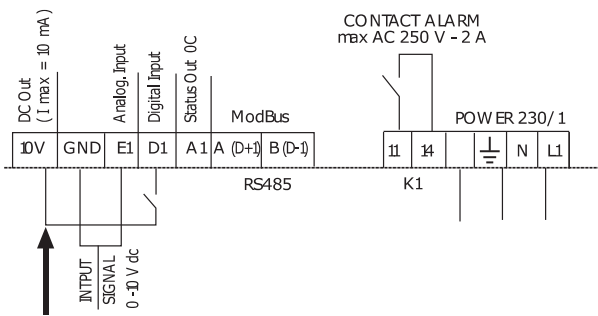 CONTACT ALARM
max AC 250 V - 2 A
DC Out
( I max = 10 mA)
Analog. Input
Digital Input
Status Out 0C
ModBus
POWER 230/1
10V GND E1 D1 A1 A (D+1) B (D-1)
11 14 N L1
RS485
K1
INTPUT
SIGNAL
0-10 V dc